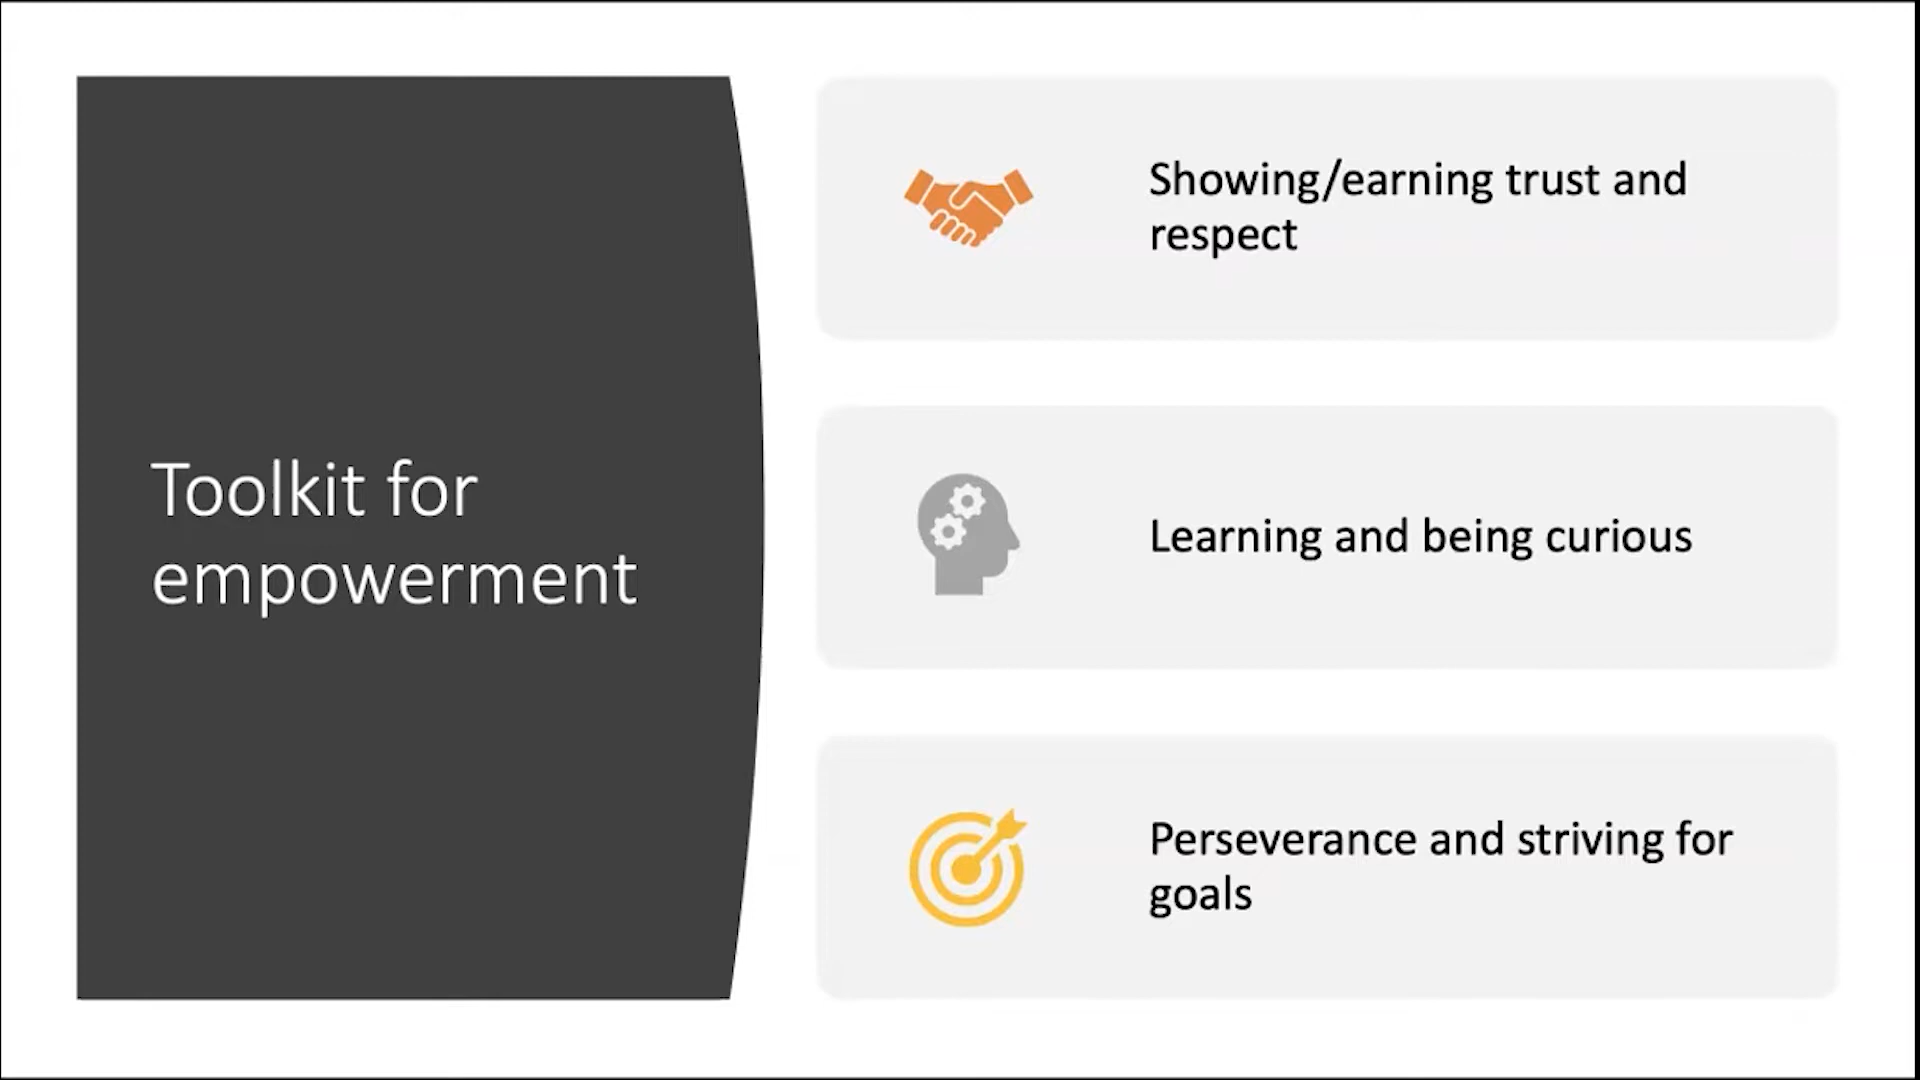 Toolkit for
empowerment
Showing/earning trust and
respect
Learning and being curious
Perseverance and striving for
goals